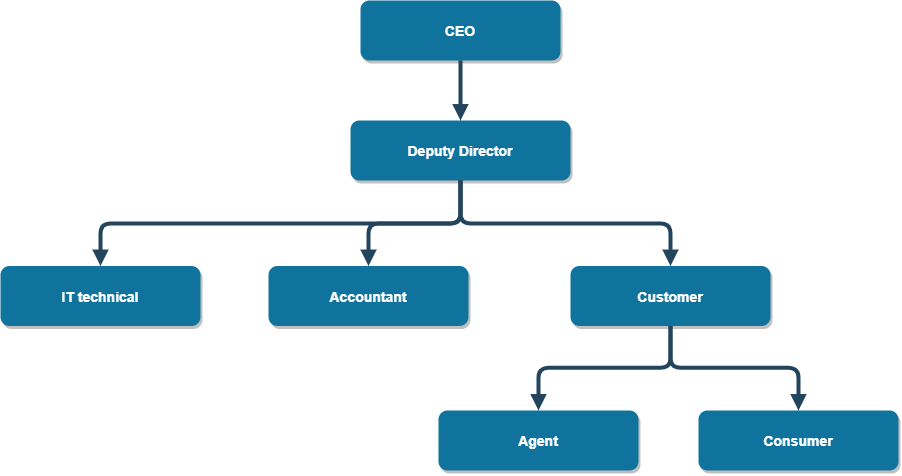 CEO
Deputy Director
IT technical
Accountant
Customer
Agent
Consumer